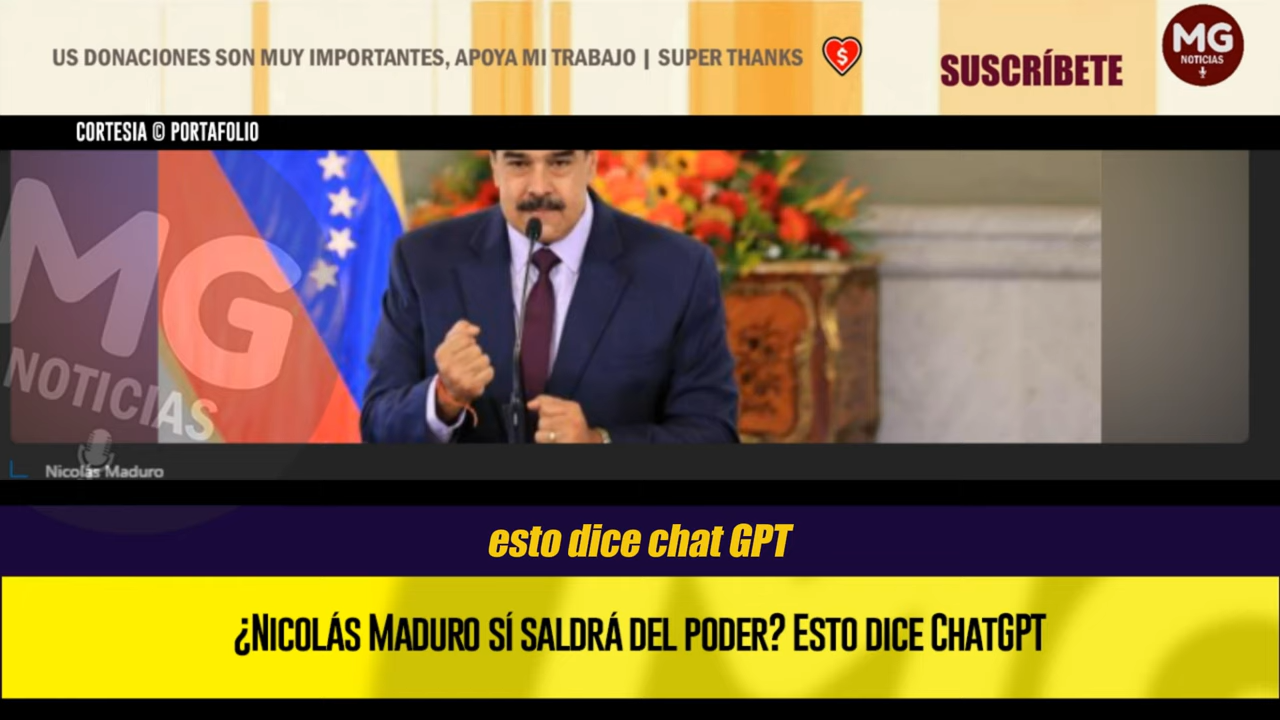 US DONACIONES SON MUY IMPORTANTES, APOYA MI TRABAJO | SUPER THANKS
$
SUSCRÍBETE
MG
NOTICIAS
CORTESIA © PORTAFOLIO
MG
NOTICIAS
Nicolás Maduro
esto dice chat GPT
¿NICOLÁS MADURO SÍ SALDRÁ DEL PODER? ESTO DICE CHATGPT